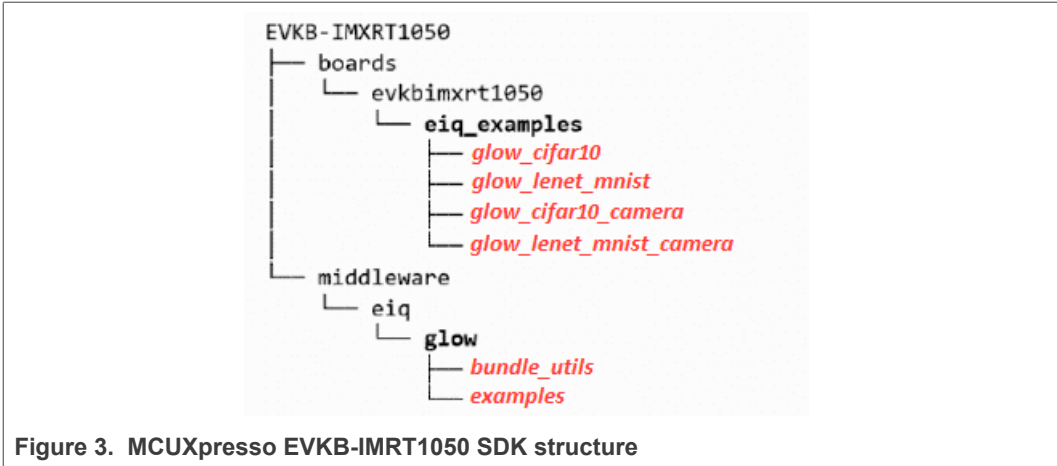 EVKB-IMXRT1050
├── boards
│   └── evkbimxrt1050
│       └── eiq_examples
│           ├── glow_cifar10
│           ├── glow_lenet_mnist
│           ├── glow_cifar10_camera
│           └── glow_lenet_mnist_camera
└── middleware
    └── eiq
        └── glow
            ├── bundle_utils
            └── examples
Figure 3. MCUXpresso EVKB-IMRT1050 SDK structure